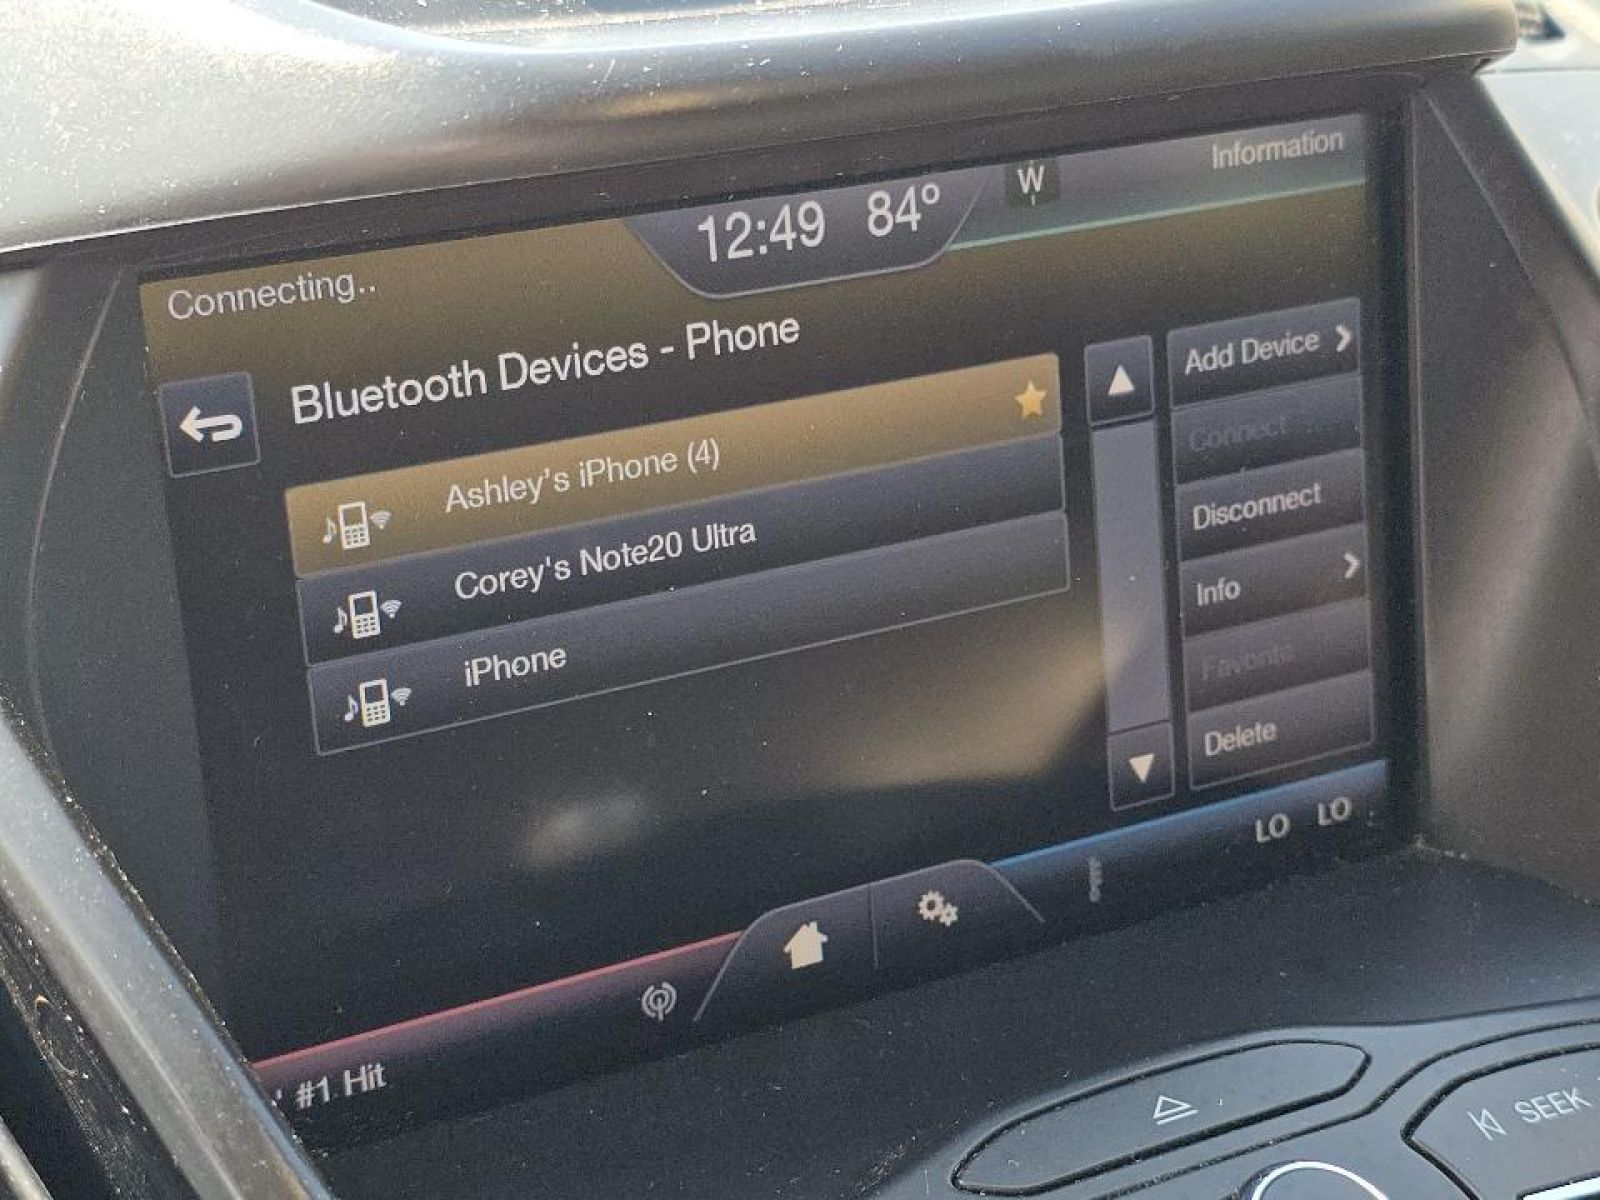 Information
12:49 84° W
Connecting..
Bluetooth Devices - Phone
Ashley's iPhone (4)
Corey's Note20 Ultra
iPhone
Add Device
Connect
Disconnect
Info
Favorite
Delete
LO LO
#1 Hit
SEEK